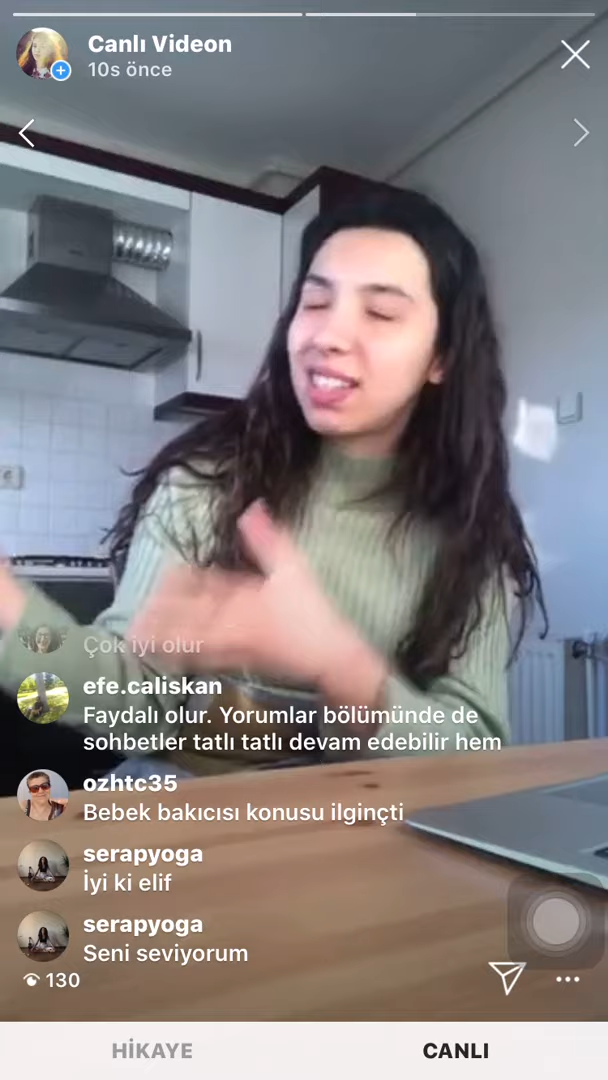 Canlı Videon
10s önce
Çok iyi olur
efe.caliskan
Faydalı olur. Yorumlar bölümünde de
sohbetler tatlı tatlı devam edebilir hem
ozhtc35
Bebek bakıcısı konusu ilginçti
serapyoga
İyi ki elif
serapyoga
Seni seviyorum
130
HİKAYE
CANLI